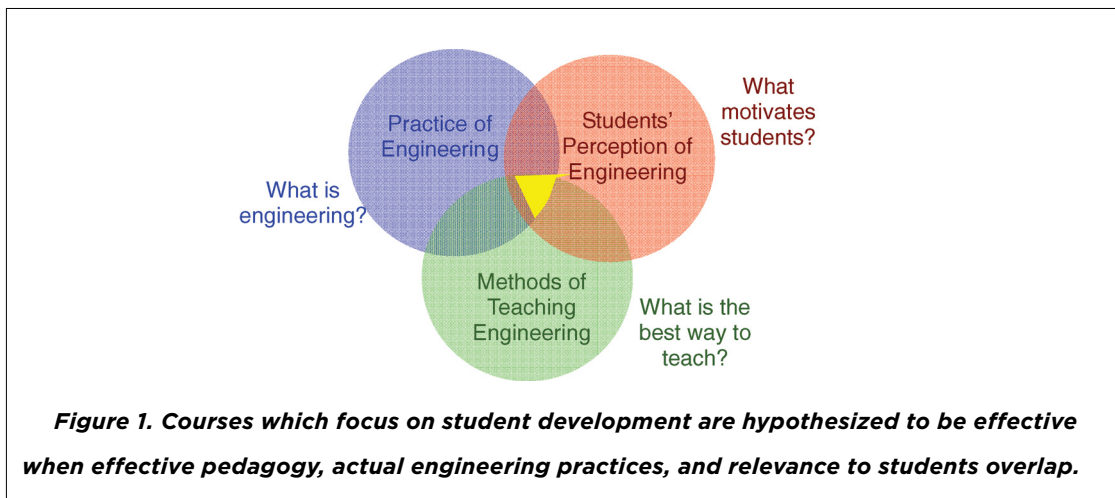 Practice of
Engineering
Students’
Perception of
Engineering
What
motivates
students?
What is
engineering?
Methods of
Teaching
Engineering
What is the
best way to
teach?
Figure 1. Courses which focus on student development are hypothesized to be effective
when effective pedagogy, actual engineering practices, and relevance to students overlap.